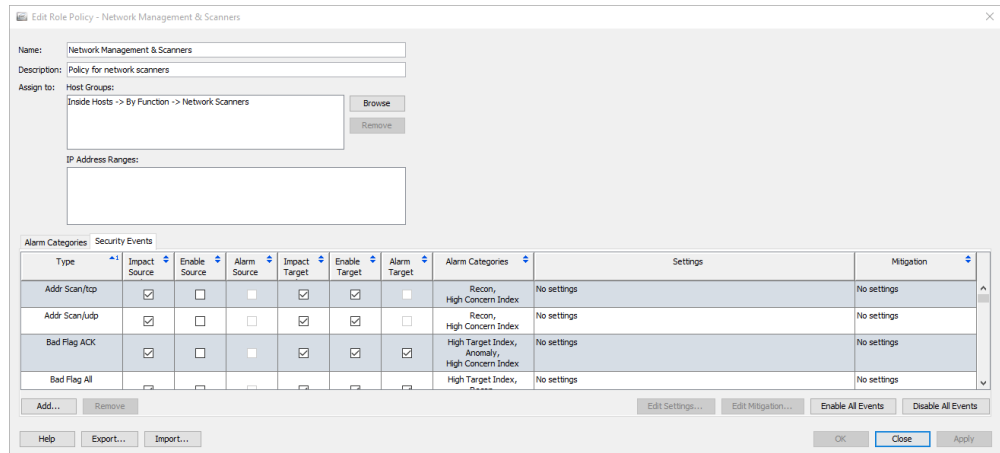 Edit Role Policy - Network Management & Scanners
Name:
Network Management & Scanners
Description:
Policy for network scanners
Assign to:
Host Groups:
Inside Hosts -> By Function -> Network Scanners
Browse
Remove
IP Address Ranges:
Alarm Categories
Security Events
Type
1
Impact Source
Enable Source
Alarm Source
Impact Target
Enable Target
Alarm Target
Alarm Categories
Settings
Mitigation
Addr Scan/tcp
Recon,
High Concern Index
No settings
No settings
Addr Scan/udp
Recon,
High Concern Index
No settings
No settings
Bad Flag ACK
High Target Index,
Anomaly,
High Concern Index
No settings
No settings
Bad Flag All
High Target Index,
No settings
No settings
Add...
Remove
Edit Settings...
Edit Mitigation...
Enable All Events
Disable All Events
Help
Export...
Import...
OK
Close
Apply